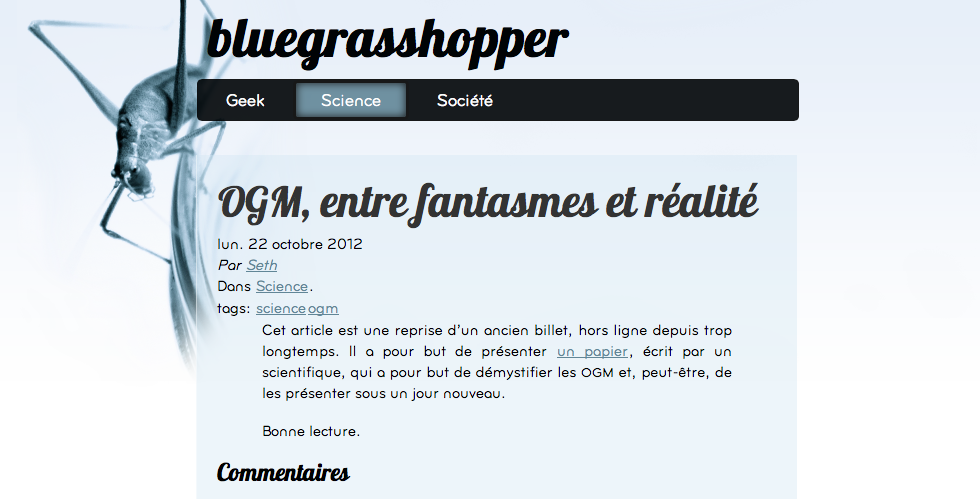 bluegrasshopper
Geek Science Société
OGM, entre fantasmes et réalité
lun. 22 octobre 2012
Par Seth
Dans Science.
tags: science ogm
Cet article est une reprise d'un ancien billet, hors ligne depuis trop
longtemps. Il a pour but de présenter un papier, écrit par un
scientifique, qui a pour but de démystifier les OGM et, peut-être, de
les présenter sous un jour nouveau.
Bonne lecture.
Commentaires